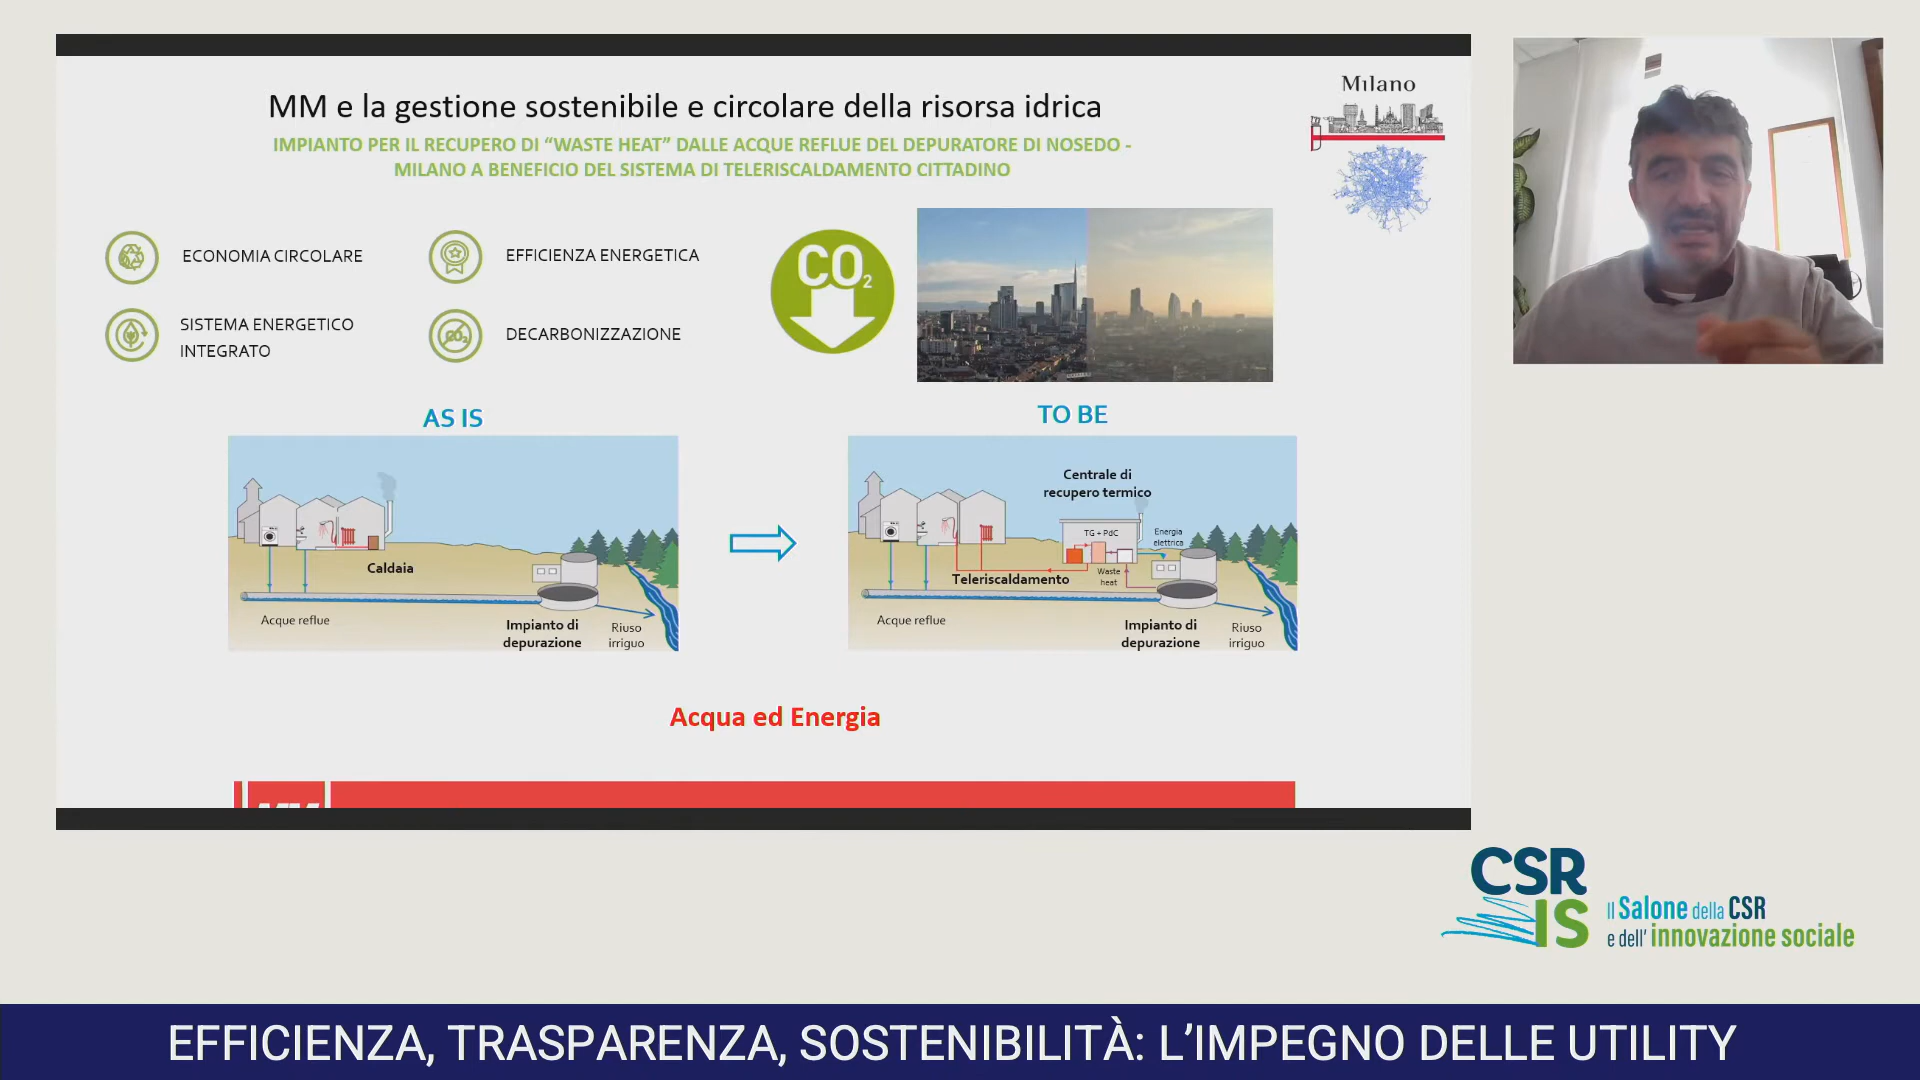 MM e la gestione sostenibile e circolare della risorsa idrica
IMPIANTO PER IL RECUPERO DI “WASTE HEAT” DALLE ACQUE REFLUE DEL DEPURATORE DI NOSEDO -
MILANO A BENEFICIO DEL SISTEMA DI TELERISCALDAMENTO CITTADINO
Milano
ECONOMIA CIRCOLARE
EFFICIENZA ENERGETICA
SISTEMA ENERGETICO
INTEGRATO
CO₂
DECARBONIZZAZIONE
CO₂
AS IS
Caldaia
Acque reflue
Impianto di
depurazione
Riuso
irriguo
TO BE
Centrale di
recupero termico
TG + PdC
Energia
elettrica
Teleriscaldamento
Waste
heat
Acque reflue
Impianto di
depurazione
Riuso
irriguo
Acqua ed Energia
CSR
IS
Il Salone della CSR
e dell' innovazione sociale
EFFICIENZA, TRASPARENZA, SOSTENIBILITÀ: L’IMPEGNO DELLE UTILITY